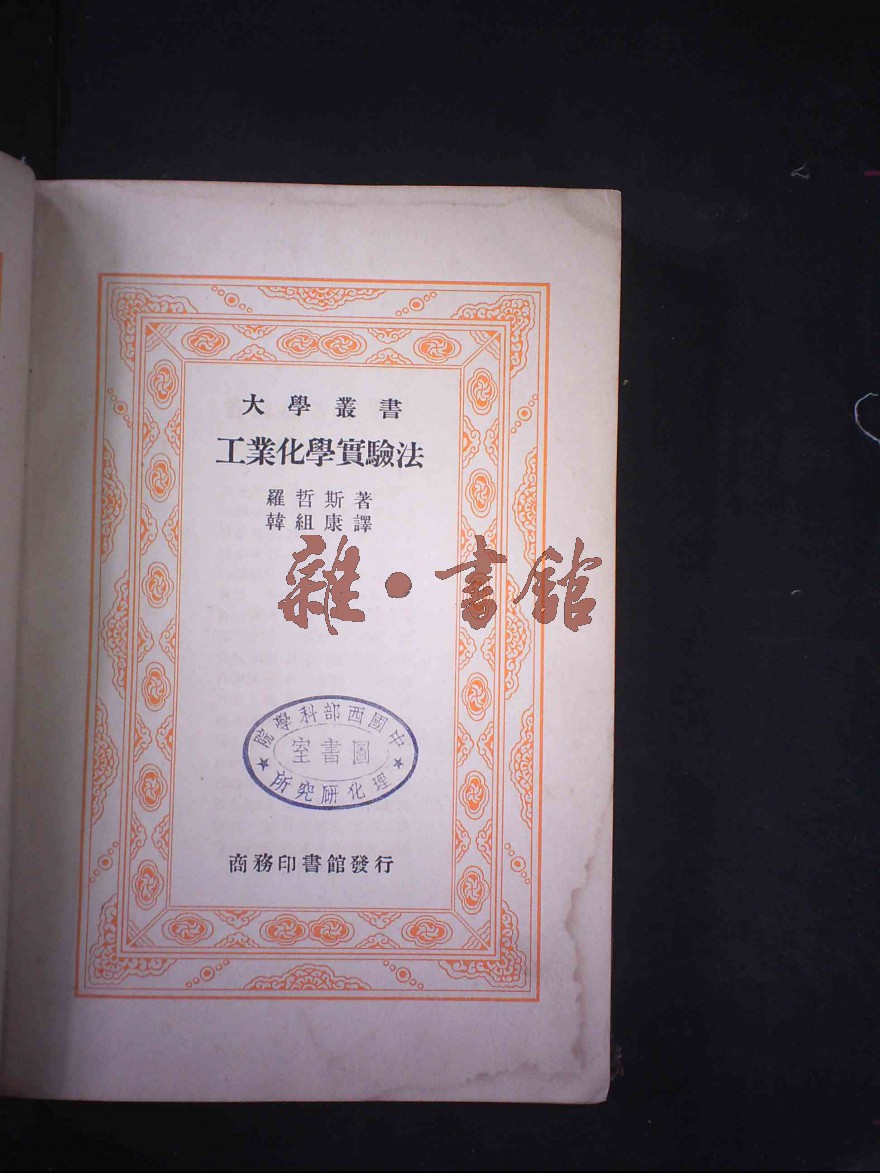 大學叢書
工業化學實驗法
羅哲斯著
韓組康譯
雜·書館
中國西部科學院
圖書室
理化研究所
商務印書館發行